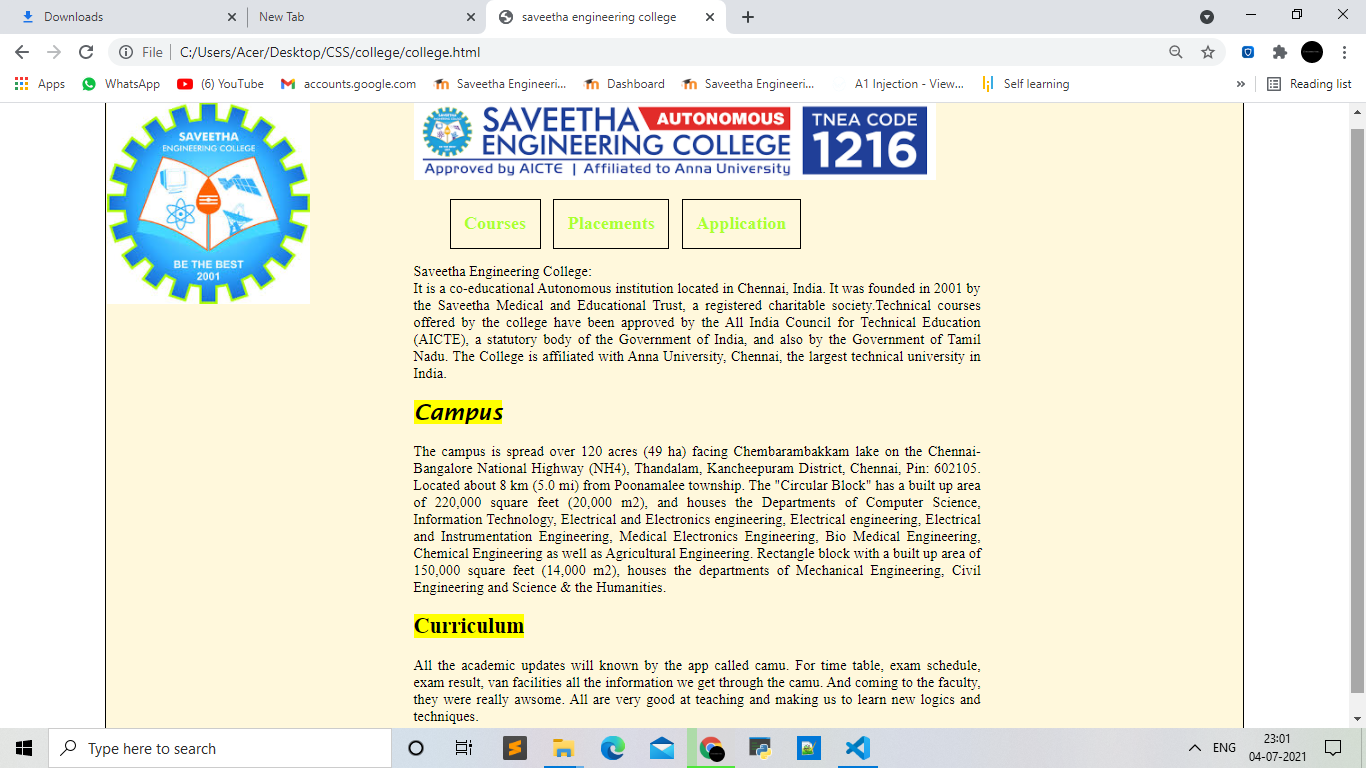 Downloads
New Tab
saveetha engineering college
File
C:/Users/Acer/Desktop/CSS/college/college.html
Apps
WhatsApp
(6) YouTube
accounts.google.com
Saveetha Engineeri...
Dashboard
Saveetha Engineeri...
A1 Injection - View...
Self learning
»
Reading list
SAVEETHA
ENGINEERING COLLEGE
BE THE BEST
2001
SAVEETHA AUTONOMOUS
ENGINEERING COLLEGE
Approved by AICTE | Affiliated to Anna University
TNEA CODE
1216
Courses
Placements
Application
Saveetha Engineering College:
It is a co-educational Autonomous institution located in Chennai, India. It was founded in 2001 by
the Saveetha Medical and Educational Trust, a registered charitable society.Technical courses
offered by the college have been approved by the All India Council for Technical Education
(AICTE), a statutory body of the Government of India, and also by the Government of Tamil
Nadu. The College is affiliated with Anna University, Chennai, the largest technical university in
India.
Campus
The campus is spread over 120 acres (49 ha) facing Chembarambakkam lake on the Chennai-
Bangalore National Highway (NH4), Thandalam, Kancheepuram District, Chennai, Pin: 602105.
Located about 8 km (5.0 mi) from Poonamalee township. The "Circular Block" has a built up area
of 220,000 square feet (20,000 m2), and houses the Departments of Computer Science,
Information Technology, Electrical and Electronics engineering, Electrical engineering, Electrical
and Instrumentation Engineering, Medical Electronics Engineering, Bio Medical Engineering,
Chemical Engineering as well as Agricultural Engineering. Rectangle block with a built up area of
150,000 square feet (14,000 m2), houses the departments of Mechanical Engineering, Civil
Engineering and Science & the Humanities.
Curriculum
All the academic updates will known by the app called camu. For time table, exam schedule,
exam result, van facilities all the information we get through the camu. And coming to the faculty,
they were really awsome. All are very good at teaching and making us to learn new logics and
techniques.
Type here to search
ENG
23:01
04-07-2021